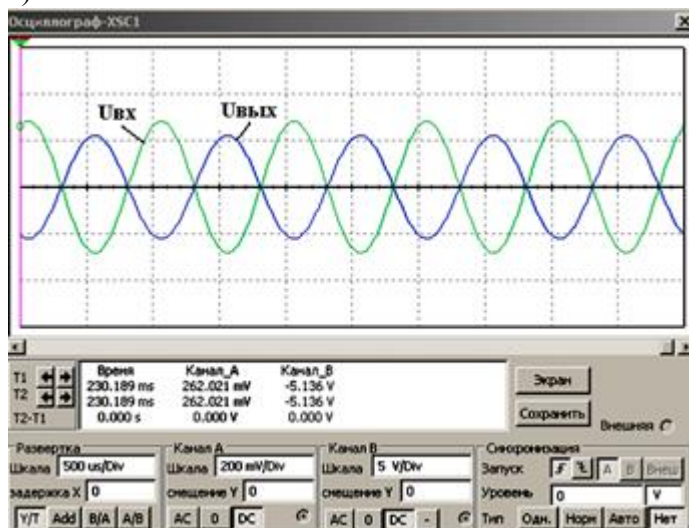 Осциллограф-XSC1
Uвх Uвых
Время Канал_A Канал_B
T1 230.189 ms 262.021 mV -5.136 V
T2 230.189 ms 262.021 mV -5.136 V
T2-T1 0.000 s 0.000 V 0.000 V
Экран
Сохранить
Внешняя
Развертка Канал A Канал B Синхронизация
Шкала 500 us/Div Шкала 200 mV/Div Шкала 5 V/Div Запуск A B Внеш
задержка X 0 смещение Y 0 смещение Y 0 Уровень 0 V
Y/T Add B/A A/B AC 0 DC AC 0 DC - Тип Одн. Норм Авто Нет